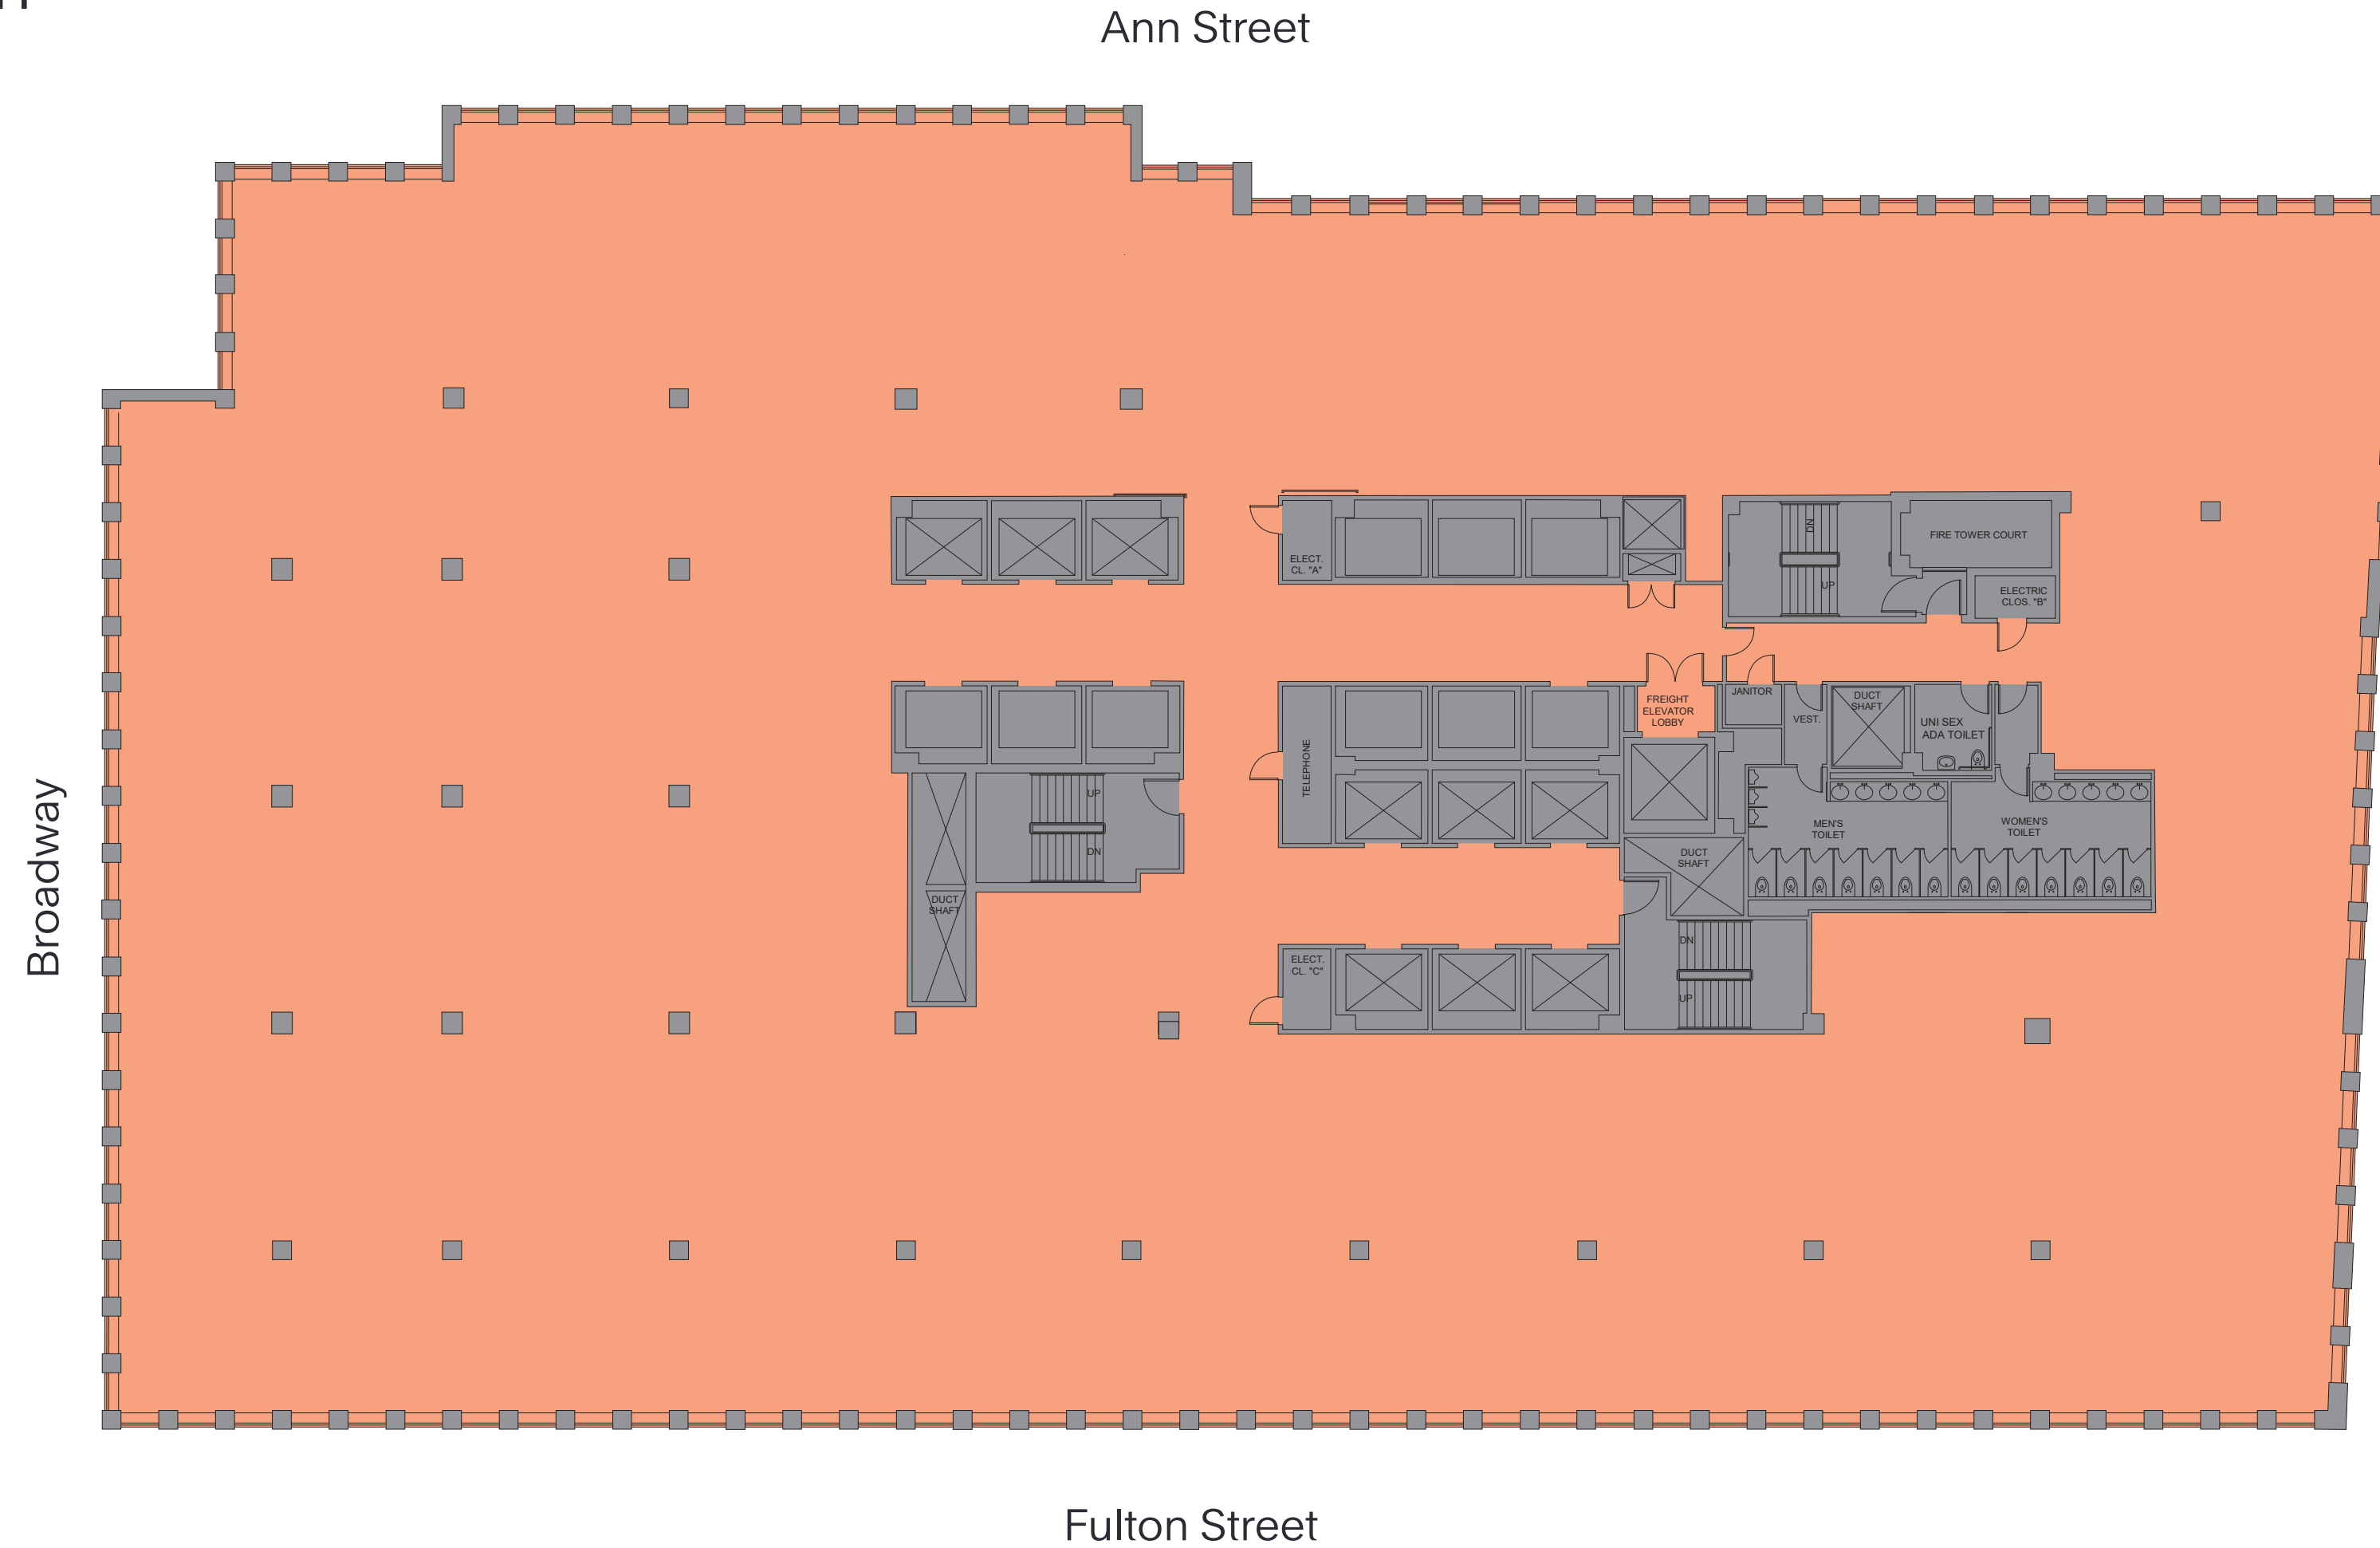 Ann Street
DN
FIRE TOWER COURT
ELECT.
CL. "A"
UP
ELECTRIC
CLOS. "B"
FREIGHT
ELEVATOR
LOBBY
JANITOR
DUCT
SHAFT
VEST.
UNI SEX
ADA TOILET
TELEPHONE
UP
DN
MEN'S
TOILET
WOMEN'S
TOILET
DUCT
SHAFT
DUCT
SHAFT
DN
ELECT.
CL. "C"
UP
Broadway
Fulton Street